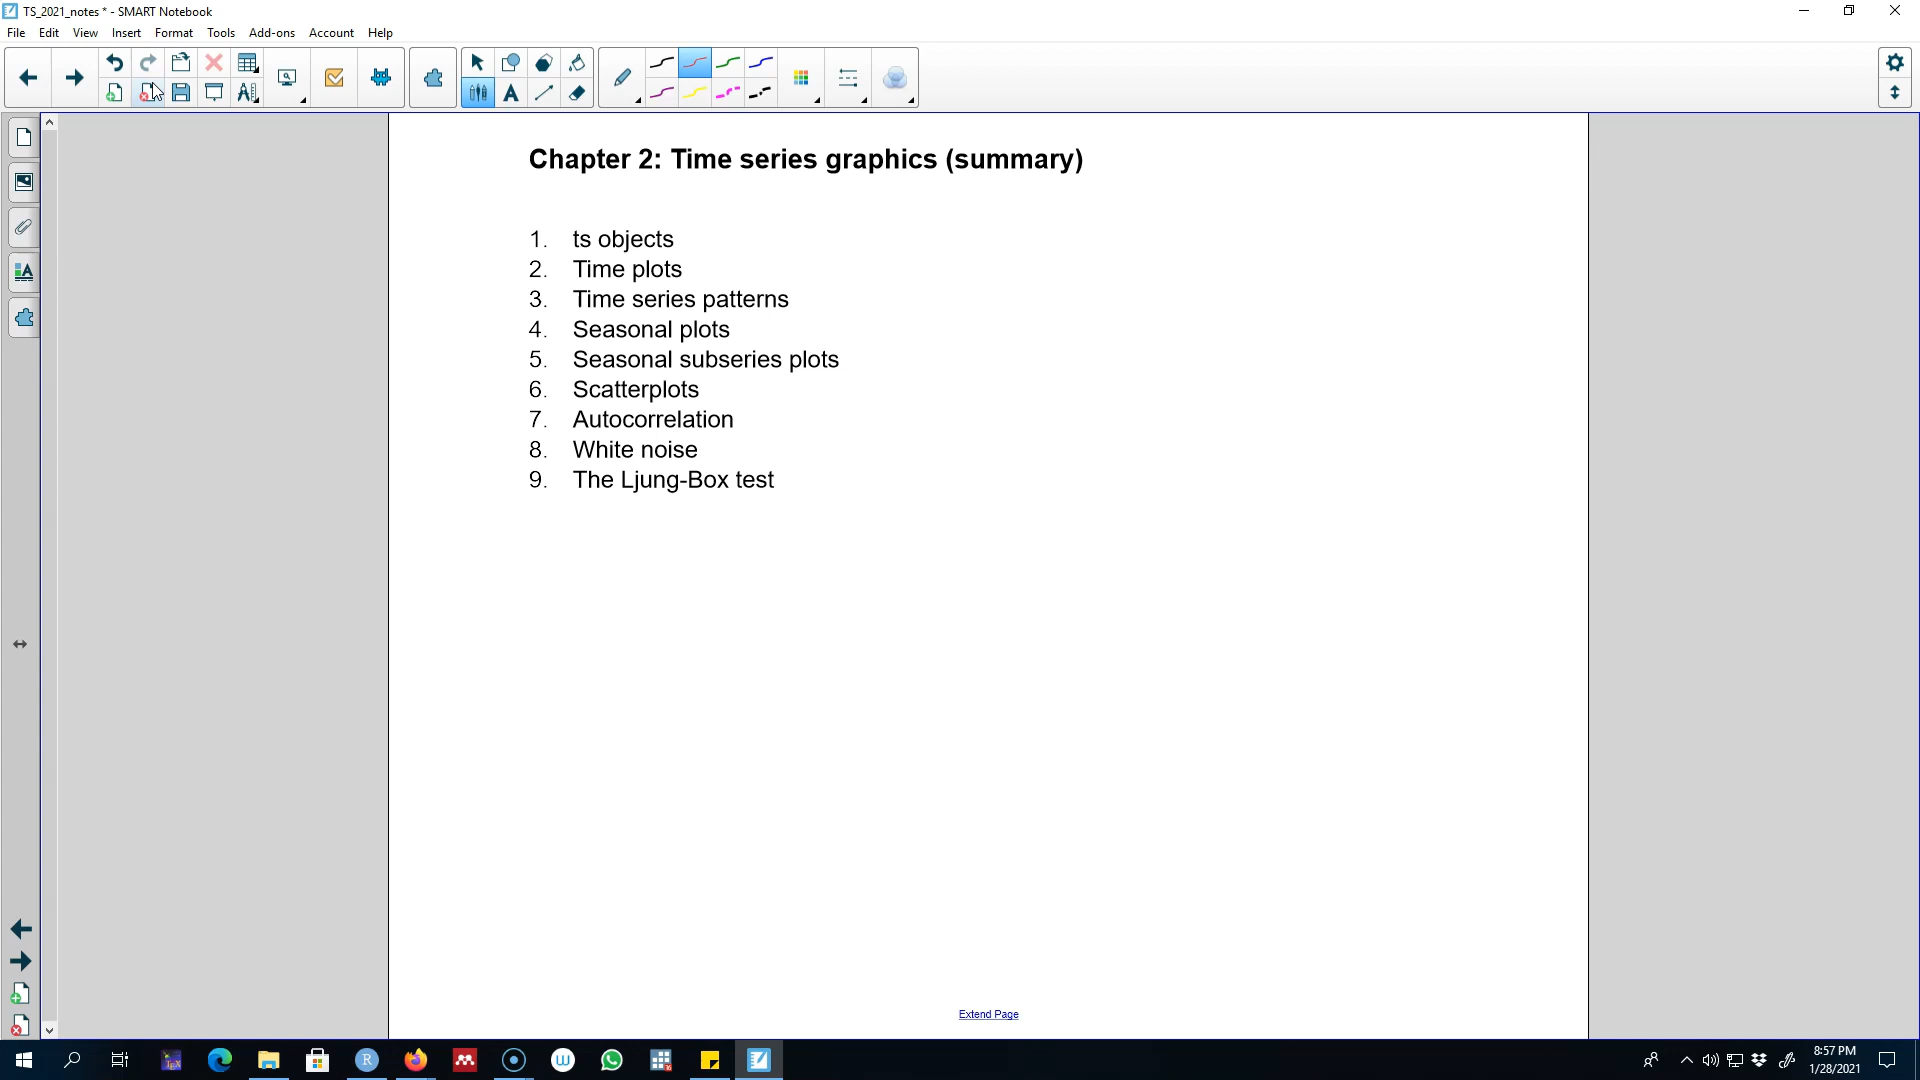 TS_2021_notes * - SMART Notebook
File Edit View Insert Format Tools Add-ons Account Help
Chapter 2: Time series graphics (summary)
1. ts objects
2. Time plots
3. Time series patterns
4. Seasonal plots
5. Seasonal subseries plots
6. Scatterplots
7. Autocorrelation
8. White noise
9. The Ljung-Box test
Extend Page
8:57 PM
1/28/2021